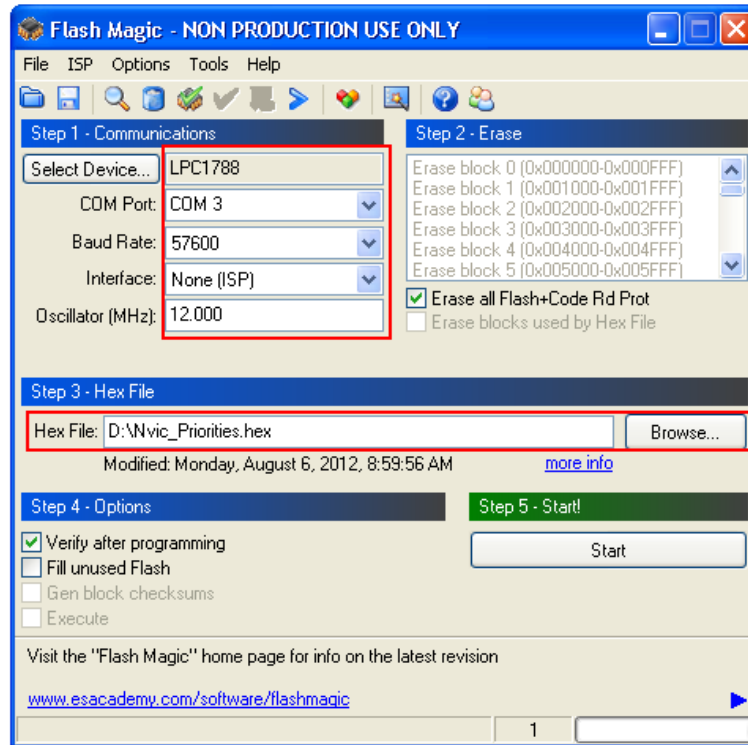 Flash Magic - NON PRODUCTION USE ONLY
File ISP Options Tools Help
Step 1 - Communications
Select Device... LPC1788
COM Port: COM 3
Baud Rate: 57600
Interface: None (ISP)
Oscillator (MHz): 12.000
Step 2 - Erase
Erase block 0 (0x000000-0x000FFF)
Erase block 1 (0x001000-0x001FFF)
Erase block 2 (0x002000-0x002FFF)
Erase block 3 (0x003000-0x003FFF)
Erase block 4 (0x004000-0x004FFF)
Erase block 5 (0x005000-0x005FFF)
Erase all Flash+Code Rd Prot
Erase blocks used by Hex File
Step 3 - Hex File
Hex File: D:\Nvic_Priorities.hex Browse...
Modified: Monday, August 6, 2012, 8:59:56 AM more info
Step 4 - Options
Verify after programming
Fill unused Flash
Gen block checksums
Execute
Step 5 - Start!
Start
Visit the "Flash Magic" home page for info on the latest revision
www.esacademy.com/software/flashmagic
1